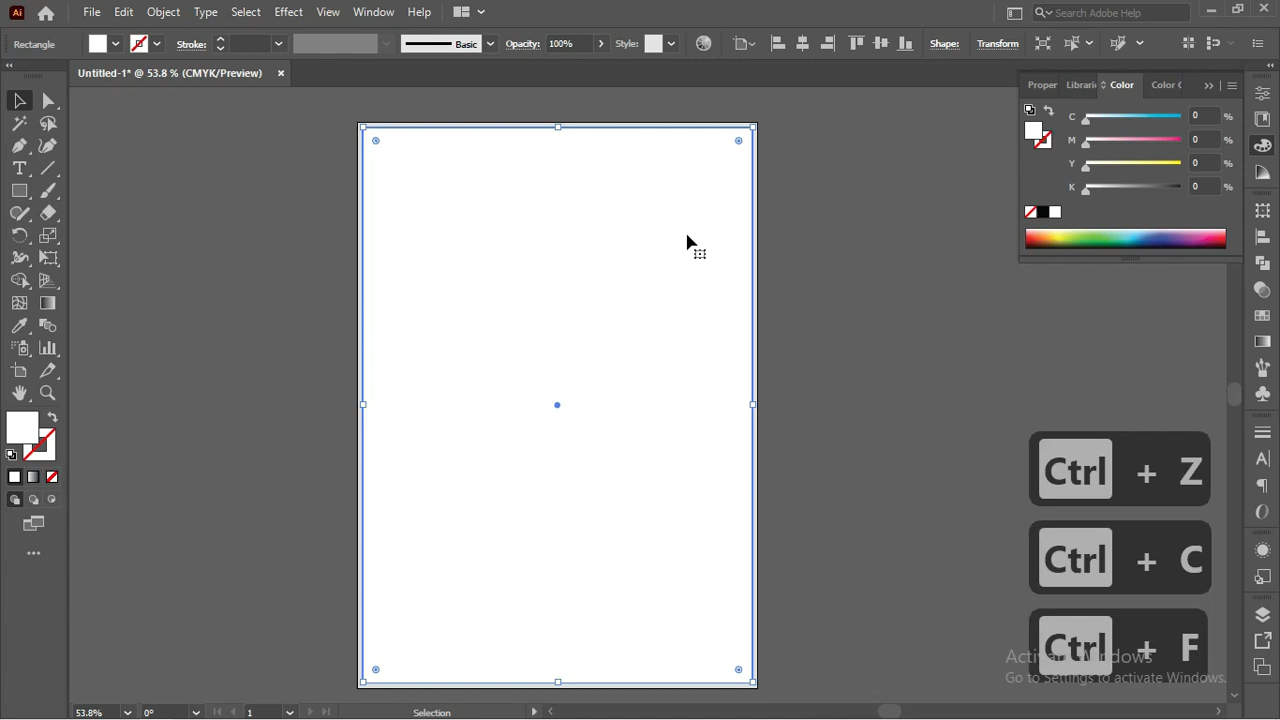 Ai File Edit Object Type Select Effect View Window Help Search Adobe Help
Rectangle Stroke: Basic Opacity: 100% Style: Shape: Transform
Untitled-1* @ 53.8 % (CMYK/Preview) ×
Proper Librari Color Color
C 0 %
M 0 %
Y 0 %
K 0 %
Ctrl + Z
Ctrl + C
Ctrl + F
Activate Windows
Go to Settings to activate Windows.
53.8% 0° 1 Selection